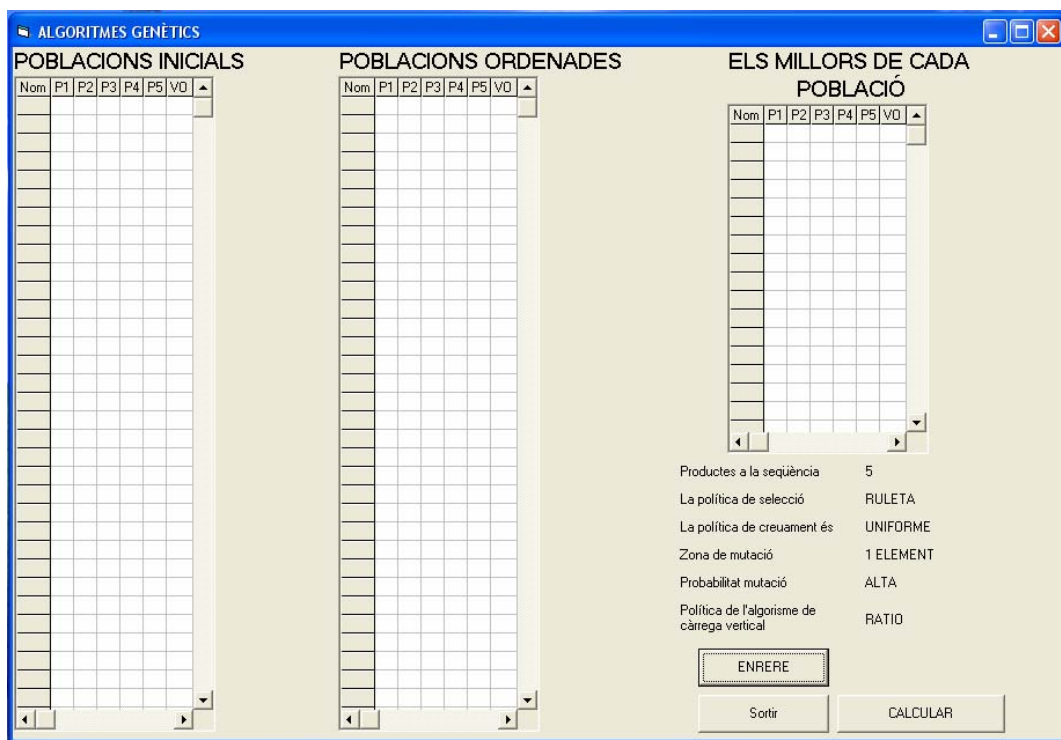 ALGORITMES GENÈTICS
POBLACIONS INICIALS
Nom P1 P2 P3 P4 P5 VO
POBLACIONS ORDENADES
Nom P1 P2 P3 P4 P5 VO
ELS MILLORS DE CADA
POBLACIÓ
Nom P1 P2 P3 P4 P5 VO
Productes a la seqüència 5
La política de selecció RULETA
La política de creuament és UNIFORME
Zona de mutació 1 ELEMENT
Probabilitat mutació ALTA
Política de l'algorisme de
càrrega vertical RATIO
ENRERE
Sortir CALCULAR